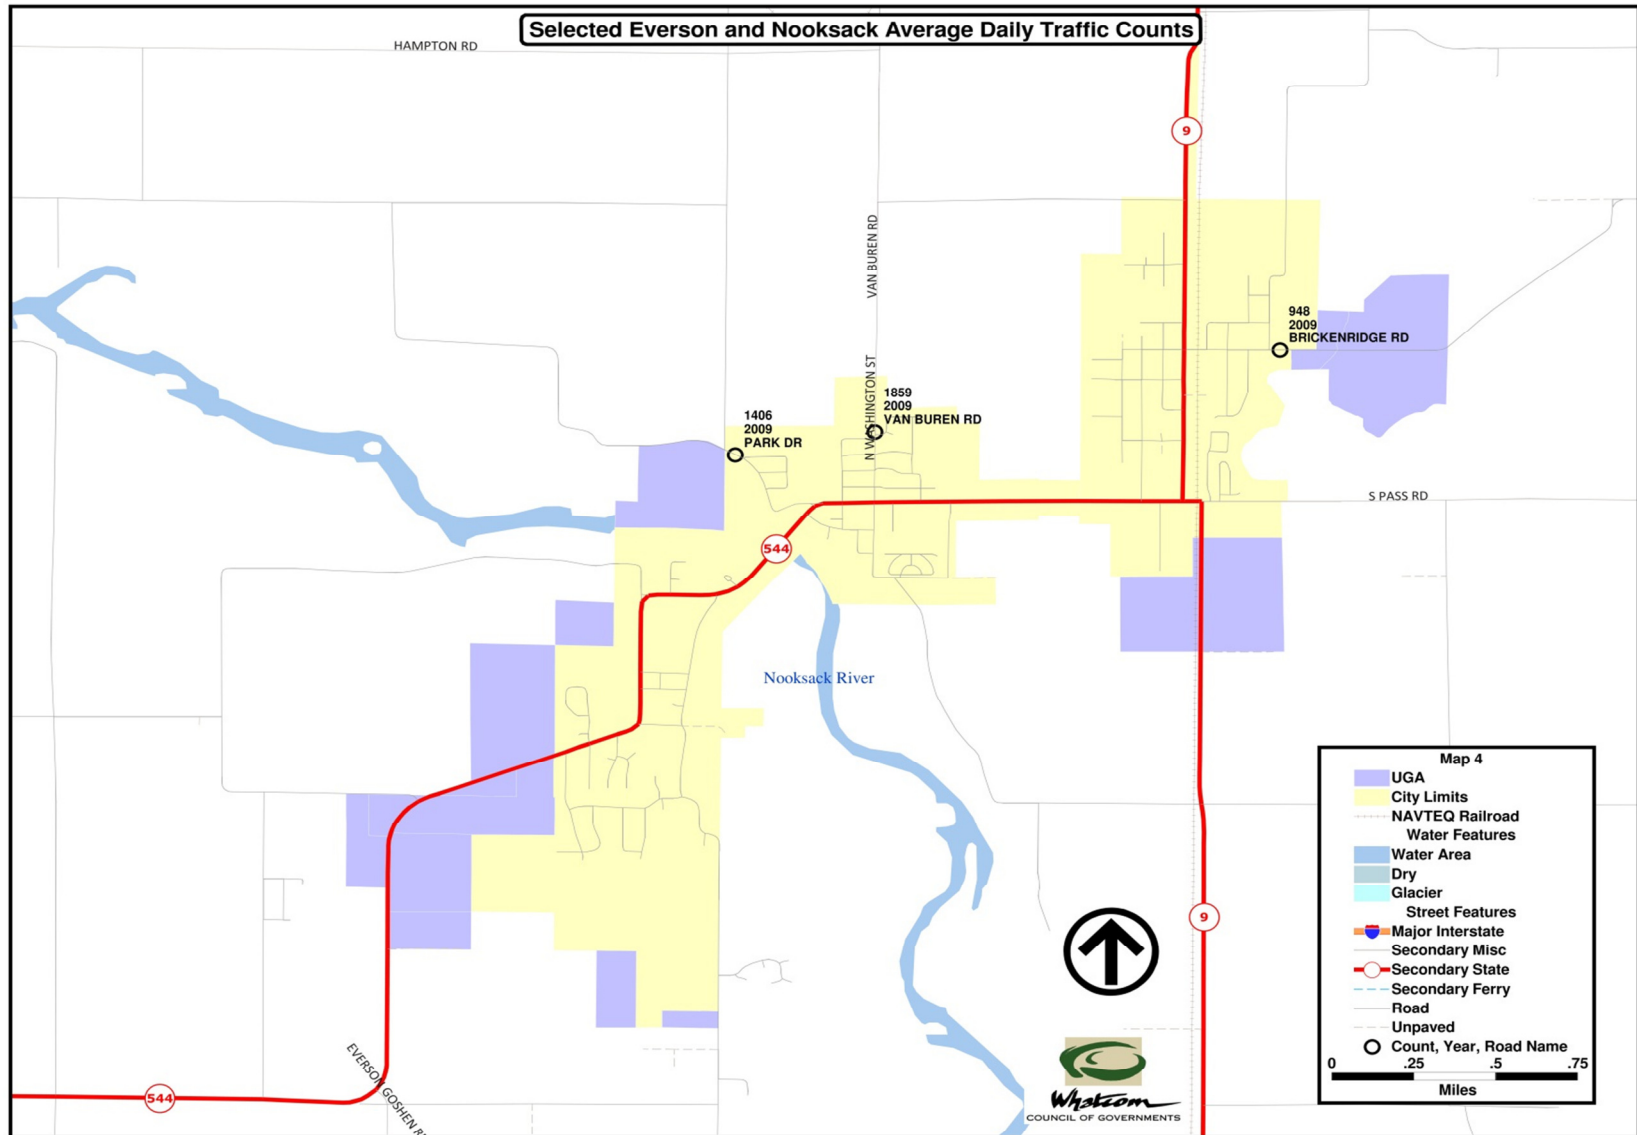 Selected Everson and Nooksack Average Daily Traffic Counts
HAMPTON RD
9
VAN BUREN RD
948
2009
BRICKENRIDGE RD
N WASHINGTON ST
1859
2009
VAN BUREN RD
1406
2009
PARK DR
S PASS RD
544
Nooksack River
Map 4
UGA
City Limits
NAVTEQ Railroad
Water Features
Water Area
Dry
Glacier
Street Features
Major Interstate
Secondary Misc
Secondary State
Secondary Ferry
Road
Unpaved
Count, Year, Road Name
0 .25 .5 .75
Miles
9
EVERSON GOSHEN RD
544
Whatcom
COUNCIL OF GOVERNMENTS